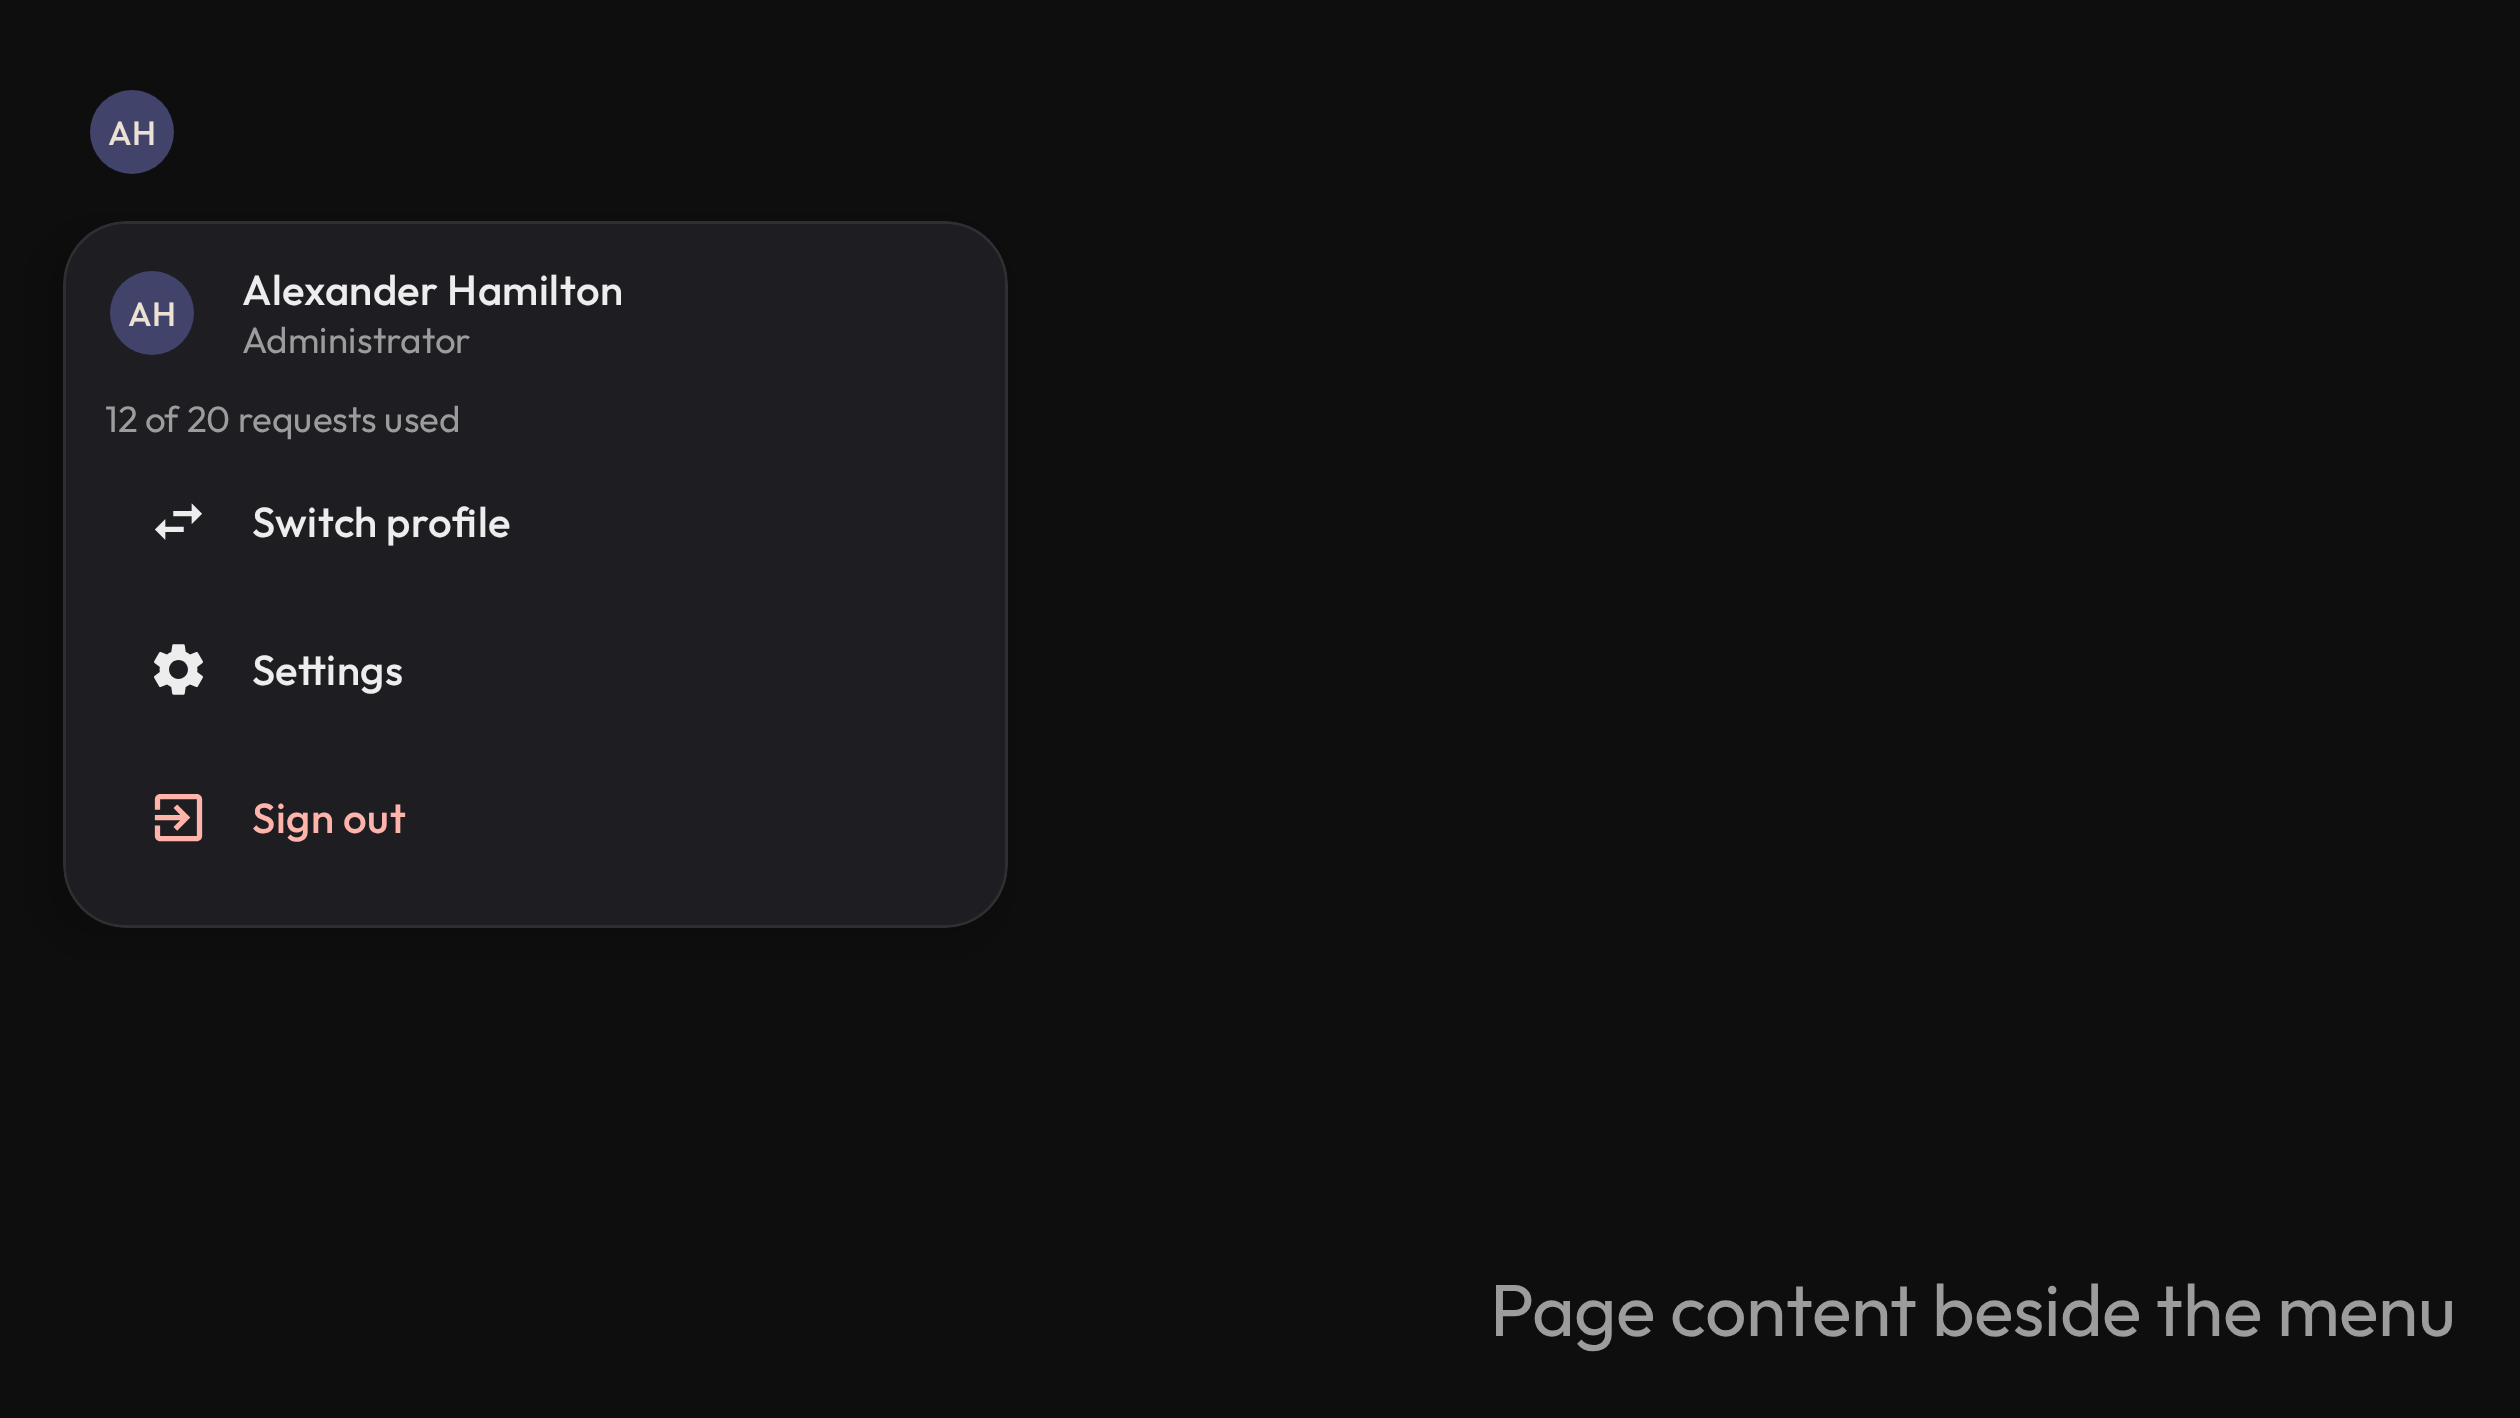 AH
AH
Alexander Hamilton
Administrator
12 of 20 requests used
Switch profile
Settings
Sign out
Page content beside the menu